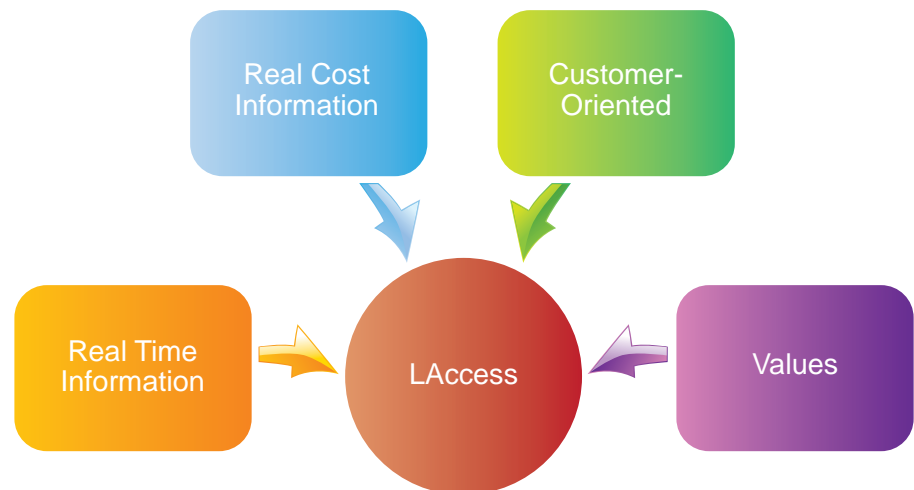 Real Cost
Information
Customer-
Oriented
Real Time
Information
LAccess
Values